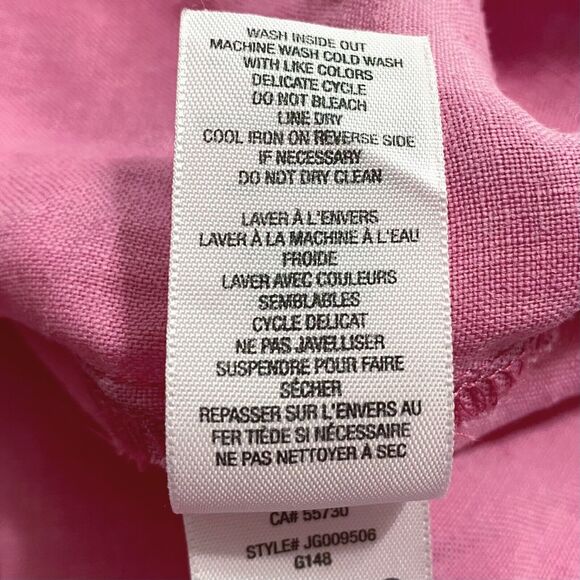 WASH INSIDE OUT
MACHINE WASH COLD WASH
WITH LIKE COLORS
DELICATE CYCLE
DO NOT BLEACH
LINE DRY
COOL IRON ON REVERSE SIDE
IF NECESSARY
DO NOT DRY CLEAN
LAVER À L'ENVERS
LAVER À LA MACHINE À L'EAU
FROIDE
LAVER AVEC COULEURS
SEMBLABLES
CYCLE DELICAT
NE PAS JAVELLISER
SUSPENDRE POUR FAIRE
SÉCHER
REPASSER SUR L'ENVERS AU
FER TIÈDE SI NÉCESSAIRE
NE PAS NETTOYER À SEC
CA# 55730
STYLE# JG009506
G148